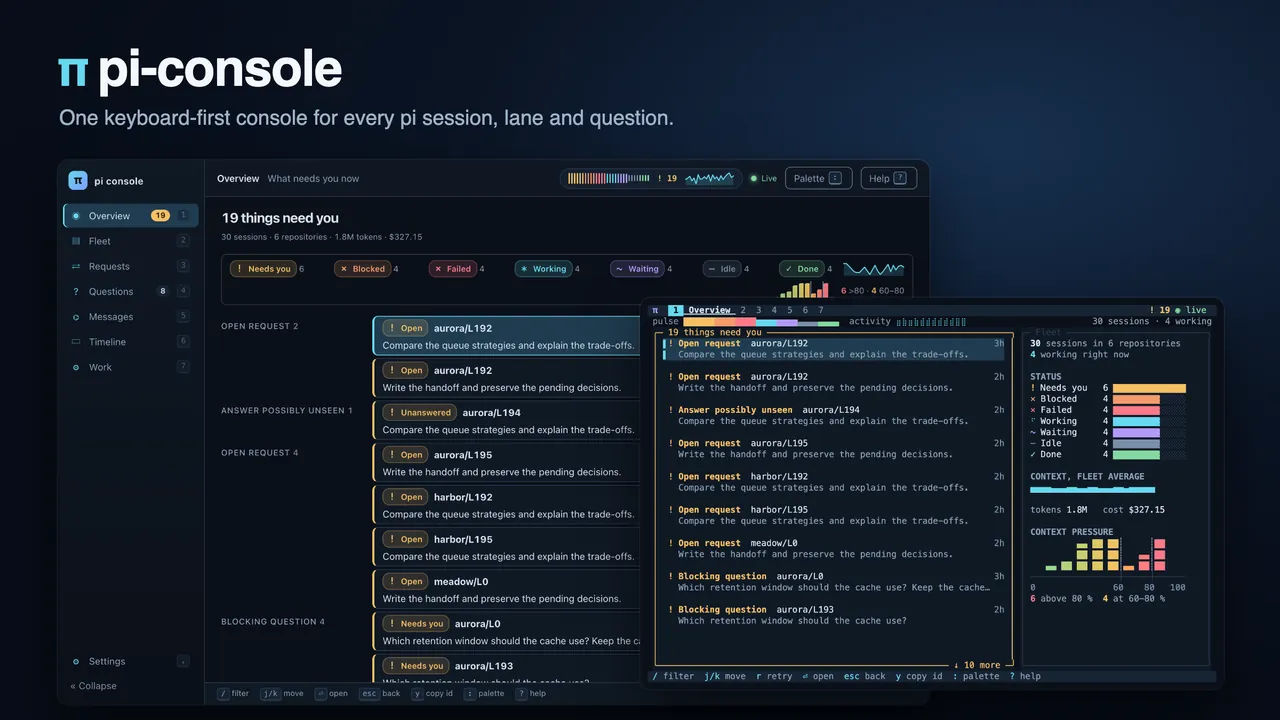 π pi-console
One keyboard-first console for every pi session, lane and question.
π pi console
Overview 19 1
Fleet 2
Requests 3
? Questions 8 4
Messages 5
Timeline 6
Work 7
Settings ,
« Collapse
Overview What needs you now
! 19
Live
Palette :
Help ?
19 things need you
30 sessions · 6 repositories · 1.8M tokens · $327.15
! Needs you 6
× Blocked 4
× Failed 4
* Working 4
~ Waiting 4
— Idle 4
✓ Done 4
6 >80 · 4 60–80
OPEN REQUEST 2
! Open aurora/L192
Compare the queue strategies and explain the trade-offs.
! Open aurora/L192
Write the handoff and preserve the pending decisions.
ANSWER POSSIBLY UNSEEN 1
! Unanswered aurora/L194
Compare the queue strategies and explain the trade-offs.
OPEN REQUEST 4
! Open aurora/L195
Write the handoff and preserve the pending decisions.
! Open harbor/L192
Compare the queue strategies and explain the trade-offs.
! Open harbor/L195
Compare the queue strategies and explain the trade-offs.
! Open meadow/L0
Write the handoff and preserve the pending decisions.
BLOCKING QUESTION 4
! Needs you aurora/L0
Which retention window should the cache use? Keep the ca
! Needs you aurora/L193
/ filter j/k move ⏎ open esc back y copy id : palette ? help
π 1 Overview 2 3 4 5 6 7 ! 19 ◉ live
pulse activity 30 sessions · 4 working
19 things need you
! Open request aurora/L192 3h
Compare the queue strategies and explain the trade-offs.
! Open request aurora/L192 2h
Write the handoff and preserve the pending decisions.
! Answer possibly unseen aurora/L194 2h
Compare the queue strategies and explain the trade-offs.
! Open request aurora/L195 2h
Write the handoff and preserve the pending decisions.
! Open request harbor/L192 2h
Compare the queue strategies and explain the trade-offs.
! Open request harbor/L195 2h
Compare the queue strategies and explain the trade-offs.
! Open request meadow/L0 2h
Write the handoff and preserve the pending decisions.
! Blocking question aurora/L0 3h
Which retention window should the cache use? Keep the cache…
! Blocking question aurora/L193 2h
Which retention window should the cache use?
↓ 10 more
Fleet
30 sessions in 6 repositories
4 working right now
STATUS
! Needs you 6
× Blocked 4
× Failed 4
Working 4
~ Waiting 4
— Idle 4
✓ Done 4
CONTEXT, FLEET AVERAGE
tokens 1.8M cost $327.15
CONTEXT PRESSURE
0 60 80 100
6 above 80 % 4 at 60–80 %
/ filter j/k move r retry ⏎ open esc back y copy id : palette ? help